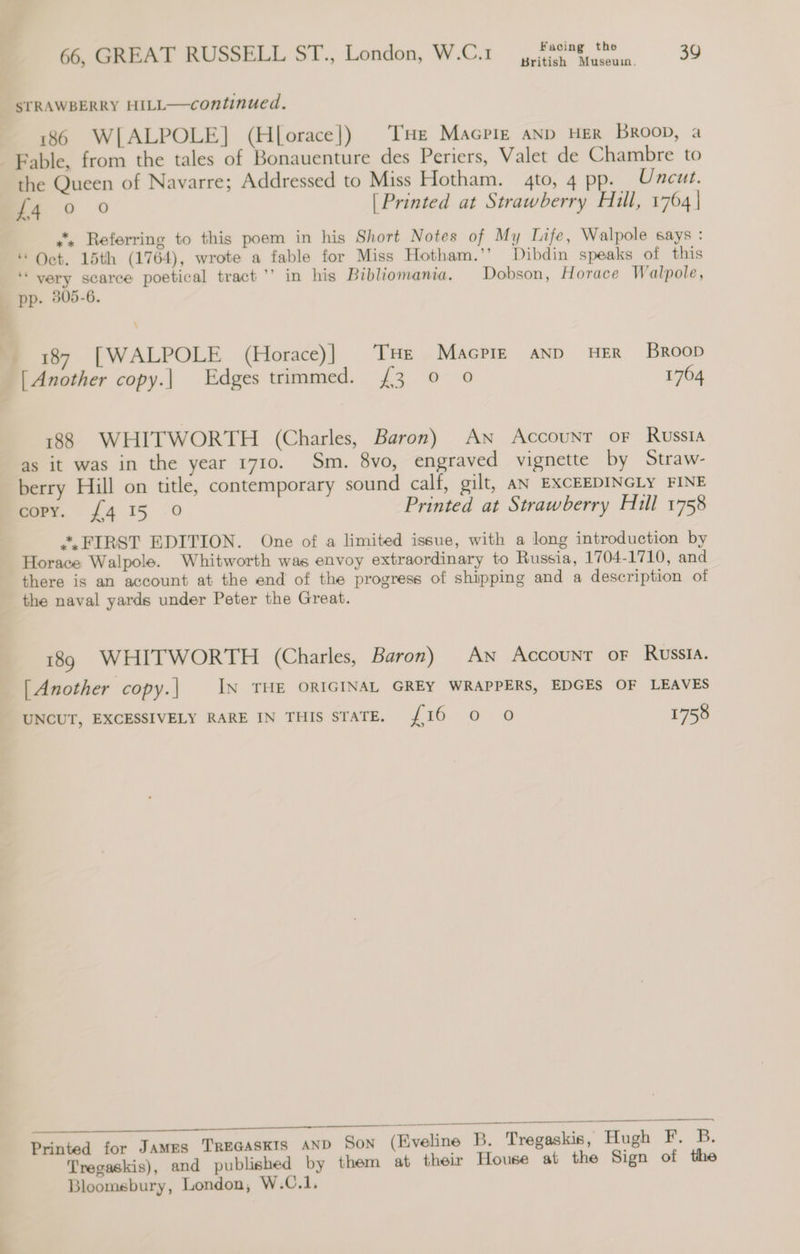 66, GREAT RUSSELL ST., London, W.C.1 Facing the British Museum. 39
STRAWBERRY HILL—continued.
186 W[ALPOLE] (H[orace]) THE MAGPIE AND HER BROOD, a
Fable, from the tales of Bonauenture des Periers, Valet de Chambre to
the Queen of Navarre; Addressed to Miss Hotham. 4to, 4 pp. Uncut.
£4 0 0 [Printed at Strawberry Hill, 1764]
⁂ Referring to this poem in his Short Notes of My Life, Walpole says :
“ Oct. 15th (1764), wrote a fable for Miss Hotham.” Dibdin speaks of this
“ very scarce poetical tract ” in his Bibliomania. Dobson, Horace Walpole,
pp. 305-6.
187 [WALPOLE (Horace)] THE MAGPIE AND HER BROOD
[Another copy.] Edges trimmed. £3 0 0 1764
188 WHITWORTH (Charles, Baron) AN ACCOUNT OF RUSSIA
as it was in the year 1710. Sm. 8vo, engraved vignette by Straw-
berry Hill on title, contemporary sound calf, gilt, AN EXCEEDINGLY FINE
COPY. £4 15 0 Printed at Strawberry Hill 1758
⁂ FIRST EDITION. One of a limited issue, with a long introduction by
Horace Walpole. Whitworth was envoy extraordinary to Russia, 1704-1710, and
there is an account at the end of the progress of shipping and a description of
the naval yards under Peter the Great.
189 WHITWORTH (Charles, Baron) AN ACCOUNT OF RUSSIA.
[Another copy.] IN THE ORIGINAL GREY WRAPPERS, EDGES OF LEAVES
UNCUT, EXCESSIVELY RARE IN THIS STATE. £16 0 0 1758
Printed for JAMES TREGASKIS AND SON (Eveline B. Tregaskis, Hugh F. B.
Tregaskis), and published by them at their House at the Sign of the
Bloomsbury, London, W.C.1.